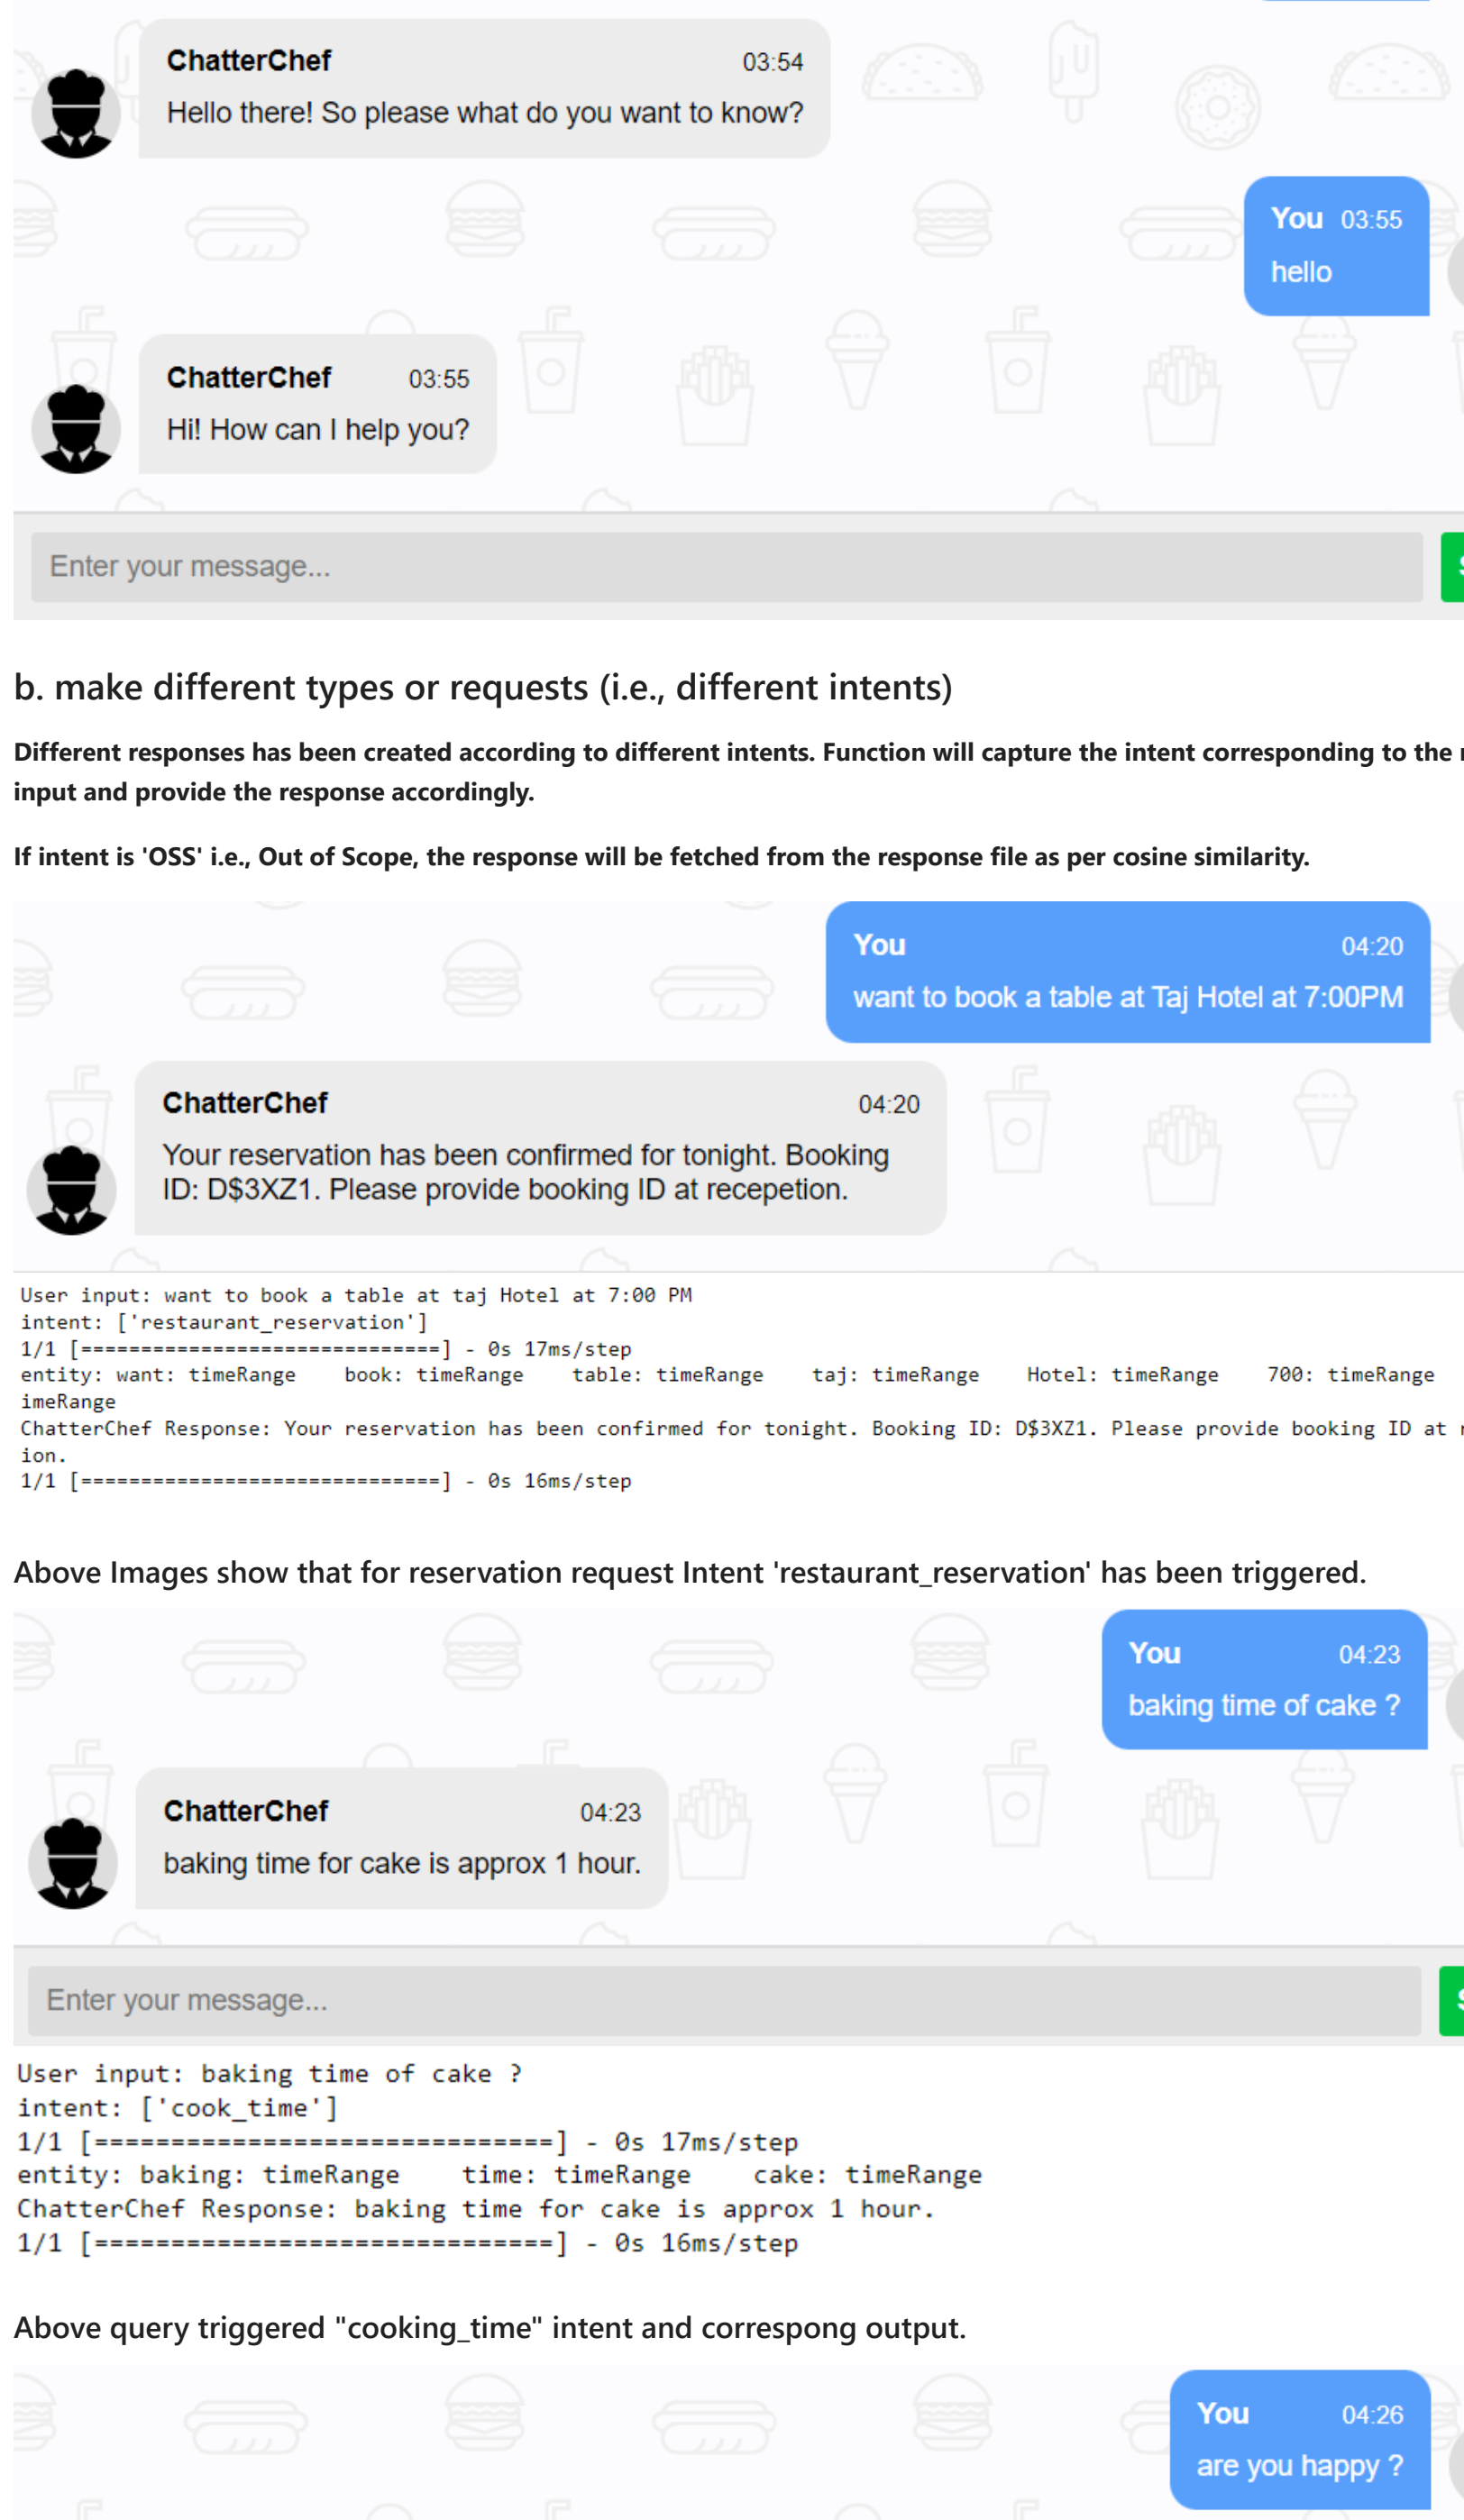 ChatterChef 03:54
Hello there! So please what do you want to know?
You 03:55
hello
ChatterChef 03:55
Hi! How can I help you?
Enter your message...
b. make different types or requests (i.e., different intents)
Different responses has been created according to different intents. Function will capture the intent corresponding to the
input and provide the response accordingly.
If intent is 'OSS' i.e., Out of Scope, the response will be fetched from the response file as per cosine similarity.
You 04:20
want to book a table at Taj Hotel at 7:00PM
ChatterChef 04:20
Your reservation has been confirmed for tonight. Booking
ID: D$3XZ1. Please provide booking ID at recepetion.
User input: want to book a table at taj Hotel at 7:00 PM
intent: ['restaurant_reservation']
1/1 [==============================] - 0s 17ms/step
entity: want: timeRange    book: timeRange    table: timeRange    taj: timeRange    Hotel: timeRange    700: timeRange
imeRange
ChatterChef Response: Your reservation has been confirmed for tonight. Booking ID: D$3XZ1. Please provide booking ID at
ion.
1/1 [==============================] - 0s 16ms/step
Above Images show that for reservation request Intent 'restaurant_reservation' has been triggered.
You 04:23
baking time of cake ?
ChatterChef 04:23
baking time for cake is approx 1 hour.
Enter your message...
User input: baking time of cake ?
intent: ['cook_time']
1/1 [==============================] - 0s 17ms/step
entity: baking: timeRange    time: timeRange    cake: timeRange
ChatterChef Response: baking time for cake is approx 1 hour.
1/1 [==============================] - 0s 16ms/step
Above query triggered "cooking_time" intent and correspong output.
You 04:26
are you happy ?